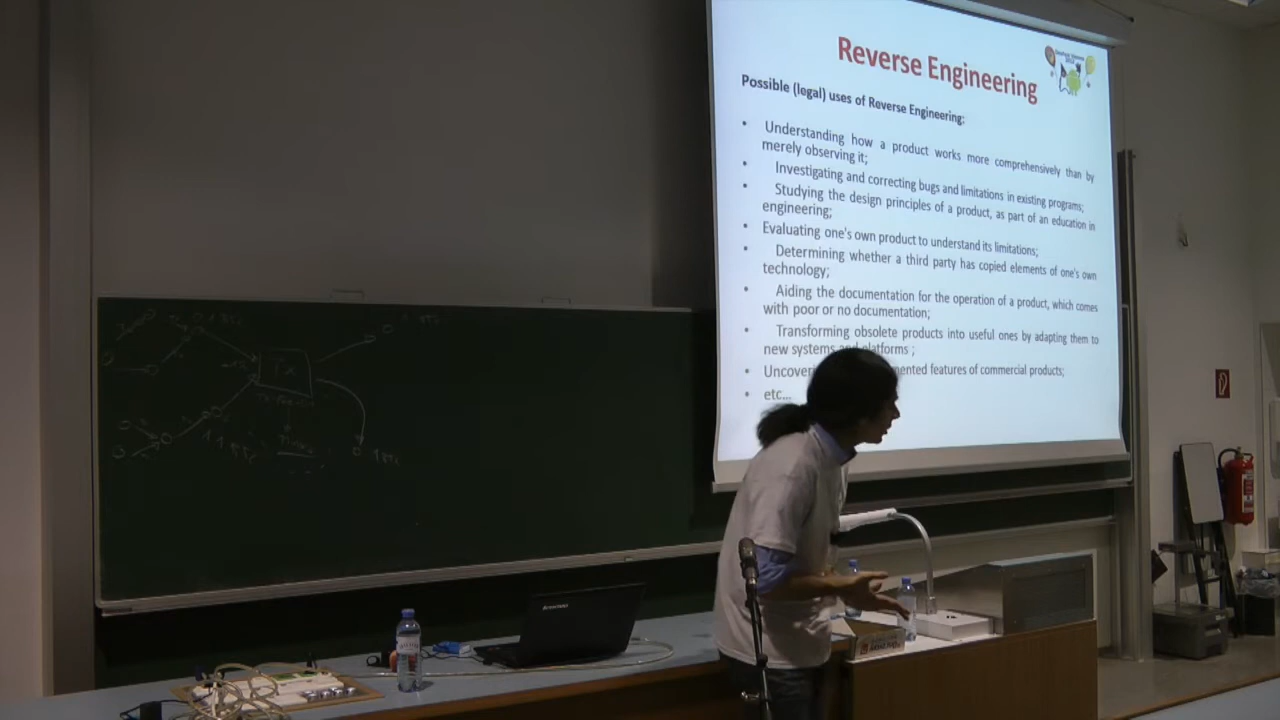 Reverse Engineering
Possible (legal) uses of Reverse Engineering:
• Understanding how a product works more comprehensively than by
merely observing it;
• Investigating and correcting bugs and limitations in existing programs;
• Studying the design principles of a product, as part of an education in
engineering;
• Evaluating one's own product to understand its limitations;
• Determining whether a third party has copied elements of one's own
technology;
• Aiding the documentation for the operation of a product, which comes
with poor or no documentation;
• Transforming obsolete products into useful ones by adapting them to
new systems and platforms ;
• features of commercial products;
• etc...
lenovo